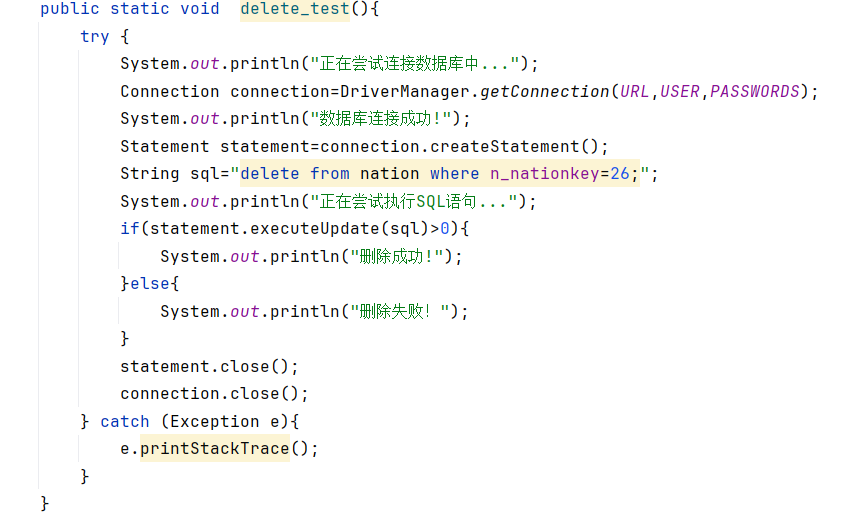 public static void  delete_test(){
    try {
        System.out.println("正在尝试连接数据库中...");
        Connection connection=DriverManager.getConnection(URL,USER,PASSWORDS);
        System.out.println("数据库连接成功!");
        Statement statement=connection.createStatement();
        String sql="delete from nation where n_nationkey=26;";
        System.out.println("正在尝试执行SQL语句...");
        if(statement.executeUpdate(sql)>0){
            System.out.println("删除成功!");
        }else{
            System.out.println("删除失败！");
        }
        statement.close();
        connection.close();
    } catch (Exception e){
        e.printStackTrace();
    }
}